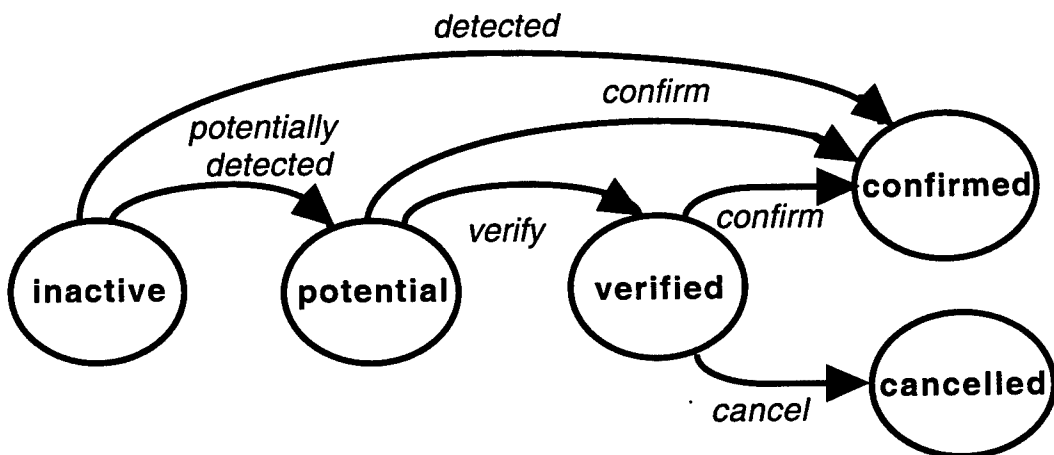 detected
confirm
potentially
detected
confirmed
confirm
verify
inactive
potential
verified
cancelled
cancel